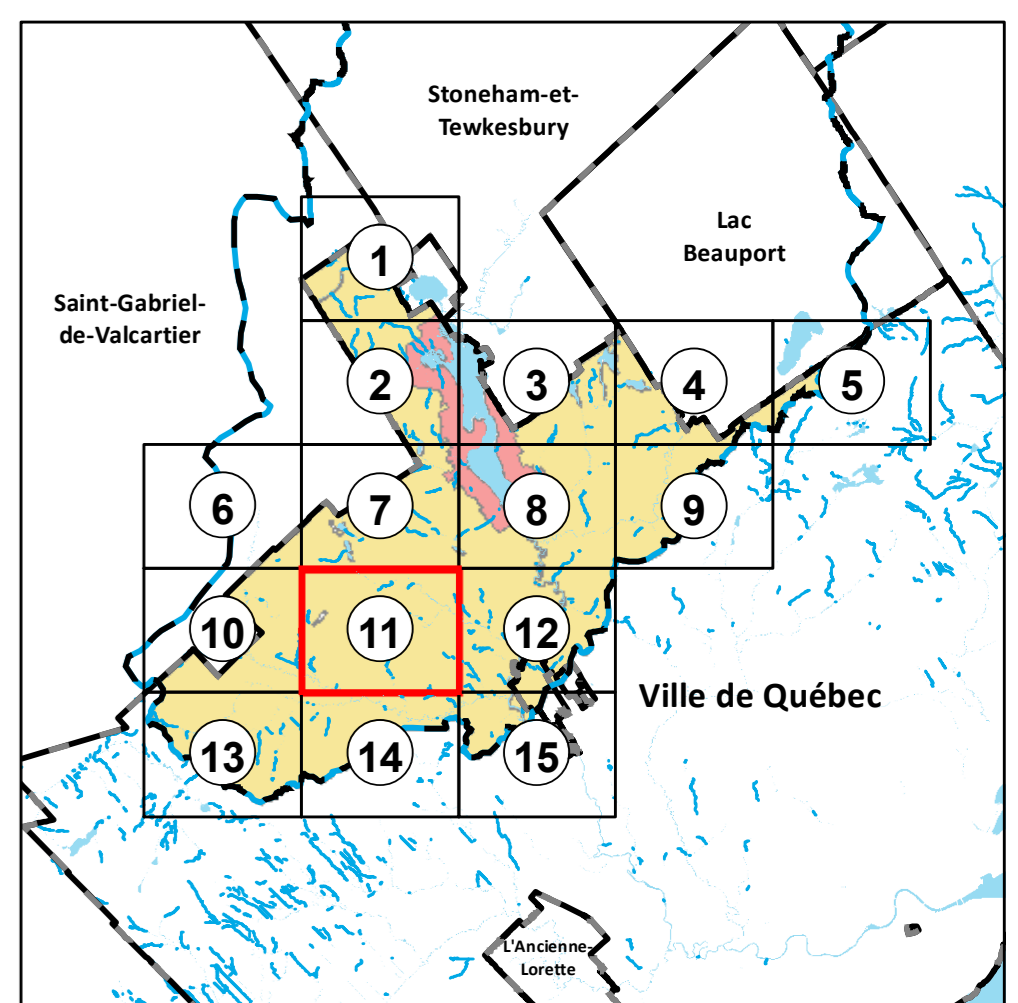 Stoneham-et-
Tewkesbury
Lac
Beauport
Saint-Gabriel-
de-Valcartier
1
2
3
4
5
6
7
8
9
10
11
12
Ville de Québec
13
14
15
L'Ancienne-
Lorette